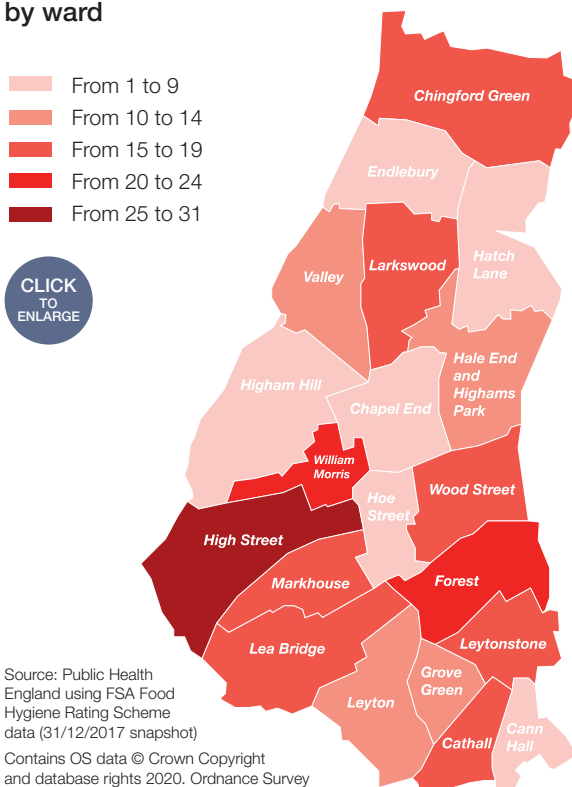 by ward
From 1 to 9
From 10 to 14
From 15 to 19
From 20 to 24
From 25 to 31
CLICK
TO
ENLARGE
Chingford Green
Endlebury
Hatch
Lane
Larkswood
Valley
Hale End
and
Highams
Park
Higham Hill
Chapel End
William
Morris
Hoe
Street
Wood Street
High Street
Markhouse
Forest
Lea Bridge
Leytonstone
Grove
Green
Leyton
Cathall
Cann
Hall
Source: Public Health
England using FSA Food
Hygiene Rating Scheme
data (31/12/2017 snapshot)
Contains OS data © Crown Copyright
and database rights 2020. Ordnance Survey